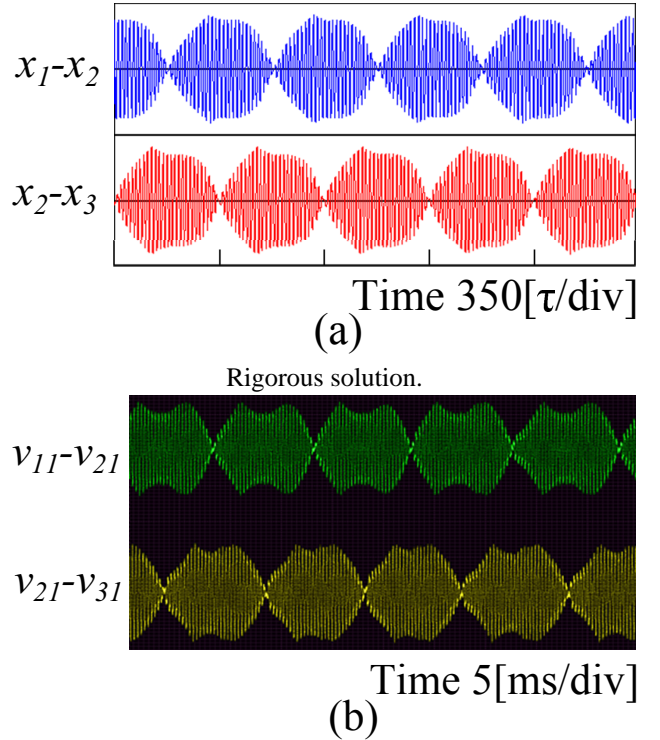 x1-x2
x2-x3
Time 350[τ/div]
(a)
Rigorous solution.
v11-v21
v21-v31
Time 5[ms/div]
(b)